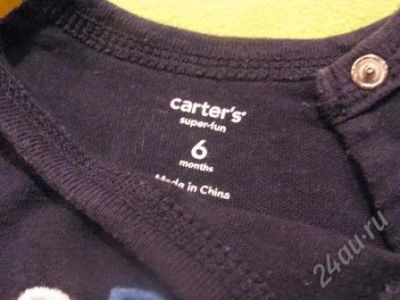 carter's®
super-fun
6
months
Made in China
24au.ru